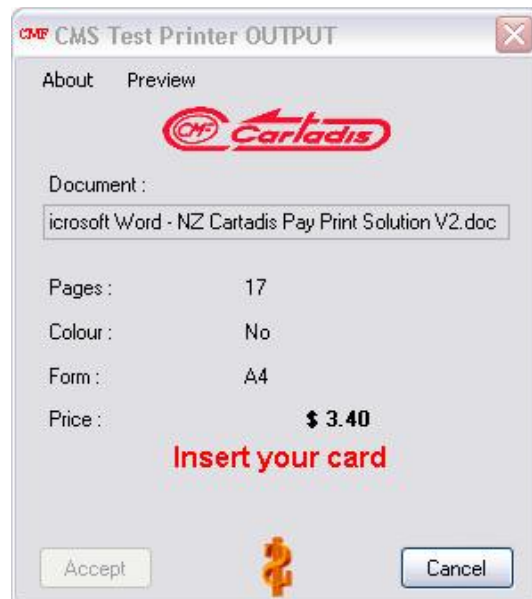 CMF CMS Test Printer OUTPUT
About Preview
CMF Cartadis
Document :
icrosoft Word - NZ Cartadis Pay Print Solution V2.doc
Pages : 17
Colour : No
Form : A4
Price : $ 3.40
Insert your card
Accept Cancel